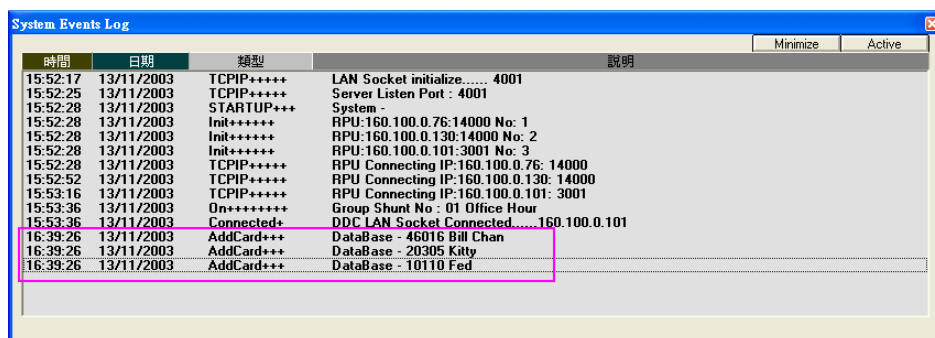 System Events Log
Minimize Active
時間 日期 類型 説明
15:52:17 13/11/2003 TCPIP+++++ LAN Socket initialize...... 4001
15:52:25 13/11/2003 TCPIP+++++ Server Listen Port : 4001
15:52:28 13/11/2003 STARTUP+++ System -
15:52:28 13/11/2003 Init++++++ RPU:160.100.0.76:14000 No: 1
15:52:28 13/11/2003 Init++++++ RPU:160.100.0.130:14000 No: 2
15:52:28 13/11/2003 Init++++++ RPU:160.100.0.101:3001 No: 3
15:52:28 13/11/2003 TCPIP+++++ RPU Connecting IP:160.100.0.76: 14000
15:52:52 13/11/2003 TCPIP+++++ RPU Connecting IP:160.100.0.130: 14000
15:53:16 13/11/2003 TCPIP+++++ RPU Connecting IP:160.100.0.101: 3001
15:53:36 13/11/2003 On++++++++ Group Shunt No : 01 Office Hour
15:53:36 13/11/2003 Connected+ DDC LAN Socket Connected......160.100.0.101
16:39:26 13/11/2003 AddCard+++ DataBase - 46016 Bill Chan
16:39:26 13/11/2003 AddCard+++ DataBase - 20305 Kitty
16:39:26 13/11/2003 AddCard+++ DataBase - 10110 Fed